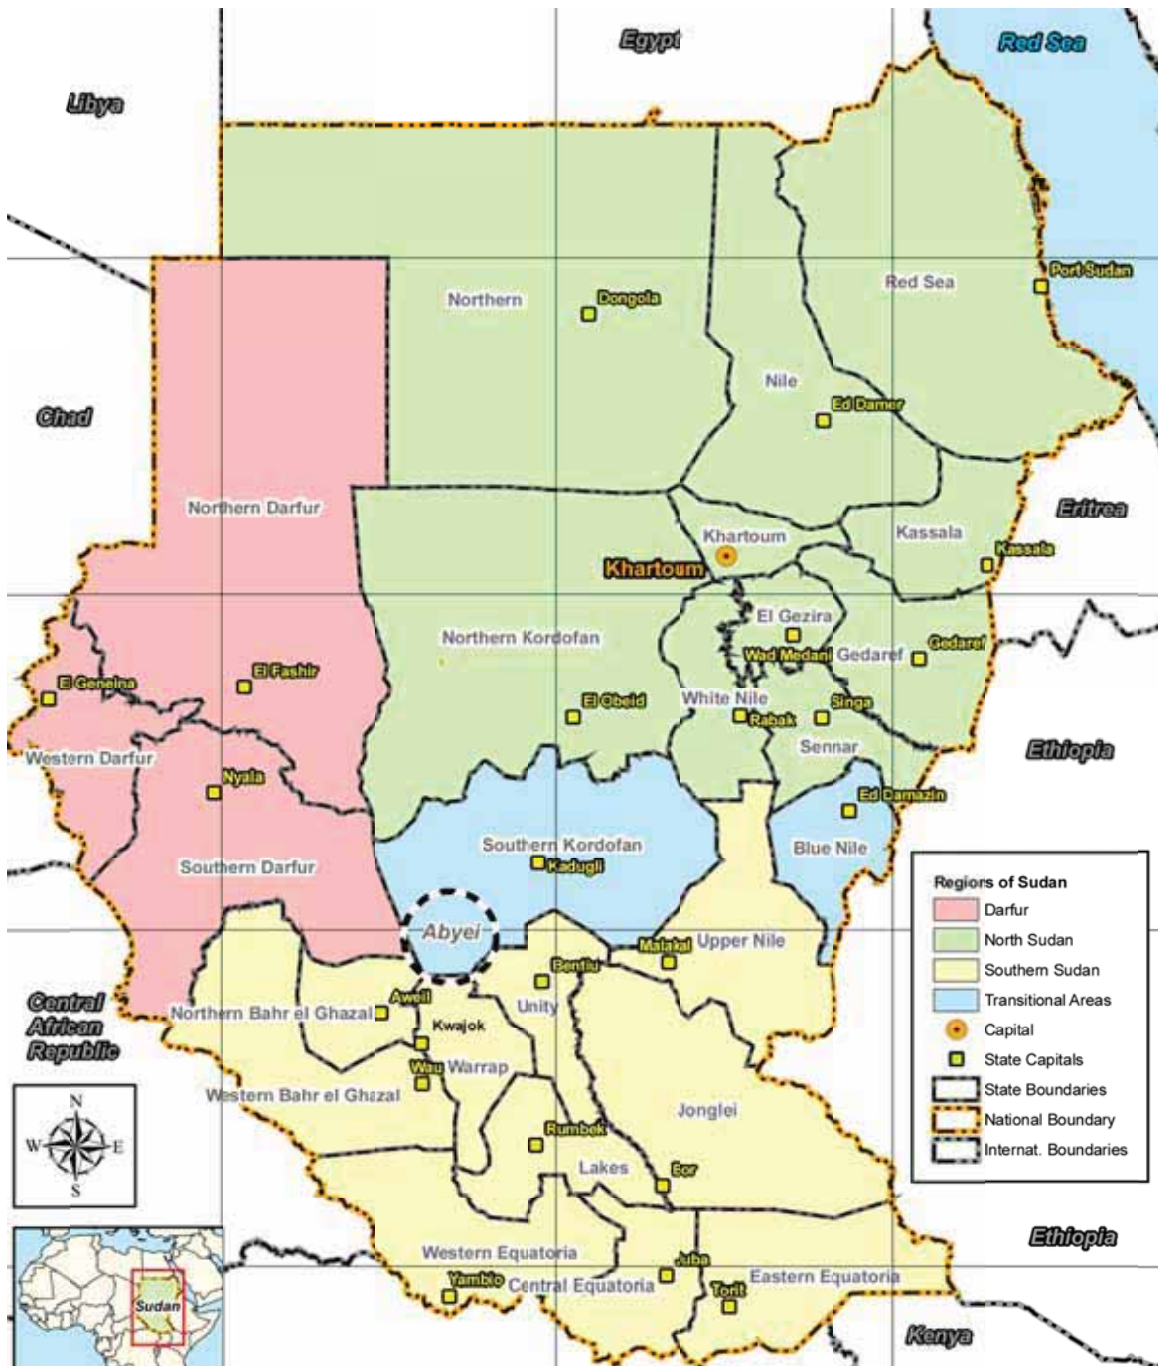 Egypt
Red Sea
Libya
Port Sudan
Red Sea
Northern
Dongola
Nile
Ed Damer
Chad
Northern Darfur
Eritrea
Khartoum
Kassala
Khartoum
Kassala
El Gezira
Northern Kordofan
Wad Medani
Gedaref
Gedaref
El Geneina
El Fashir
White Nile
El Obeid
Rabak
Singa
Sennar
Ethiopia
Western Darfur
Nyala
Ed Damazin
Southern Kordofan
Kadugli
Blue Nile
Southern Darfur
Abyei
Malakal
Upper Nile
Bentiu
Unity
Central
African
Republic
Aweil
Northern Bahr el Ghazal
Kwajok
Wau
Warrap
Western Bahr el Ghazal
Jonglei
Rumbek
Lakes
Bor
Western Equatoria
Juba
Yambio
Central Equatoria
Eastern Equatoria
Torit
Ethiopia
Kenya
Regions of Sudan
Darfur
North Sudan
Southern Sudan
Transitional Areas
Capital
State Capitals
State Boundaries
National Boundary
Internat. Boundaries
N
W
E
S
Sudan